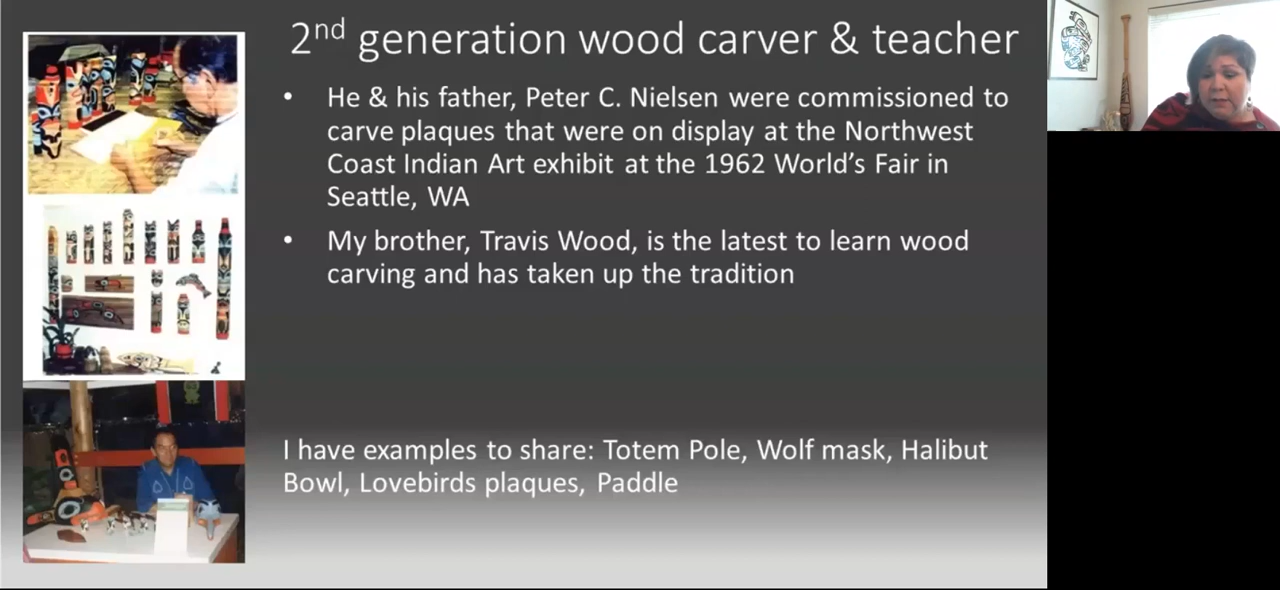 2nd generation wood carver & teacher
• He & his father, Peter C. Nielsen were commissioned to
carve plaques that were on display at the Northwest
Coast Indian Art exhibit at the 1962 World’s Fair in
Seattle, WA
• My brother, Travis Wood, is the latest to learn wood
carving and has taken up the tradition
I have examples to share: Totem Pole, Wolf mask, Halibut
Bowl, Lovebirds plaques, Paddle